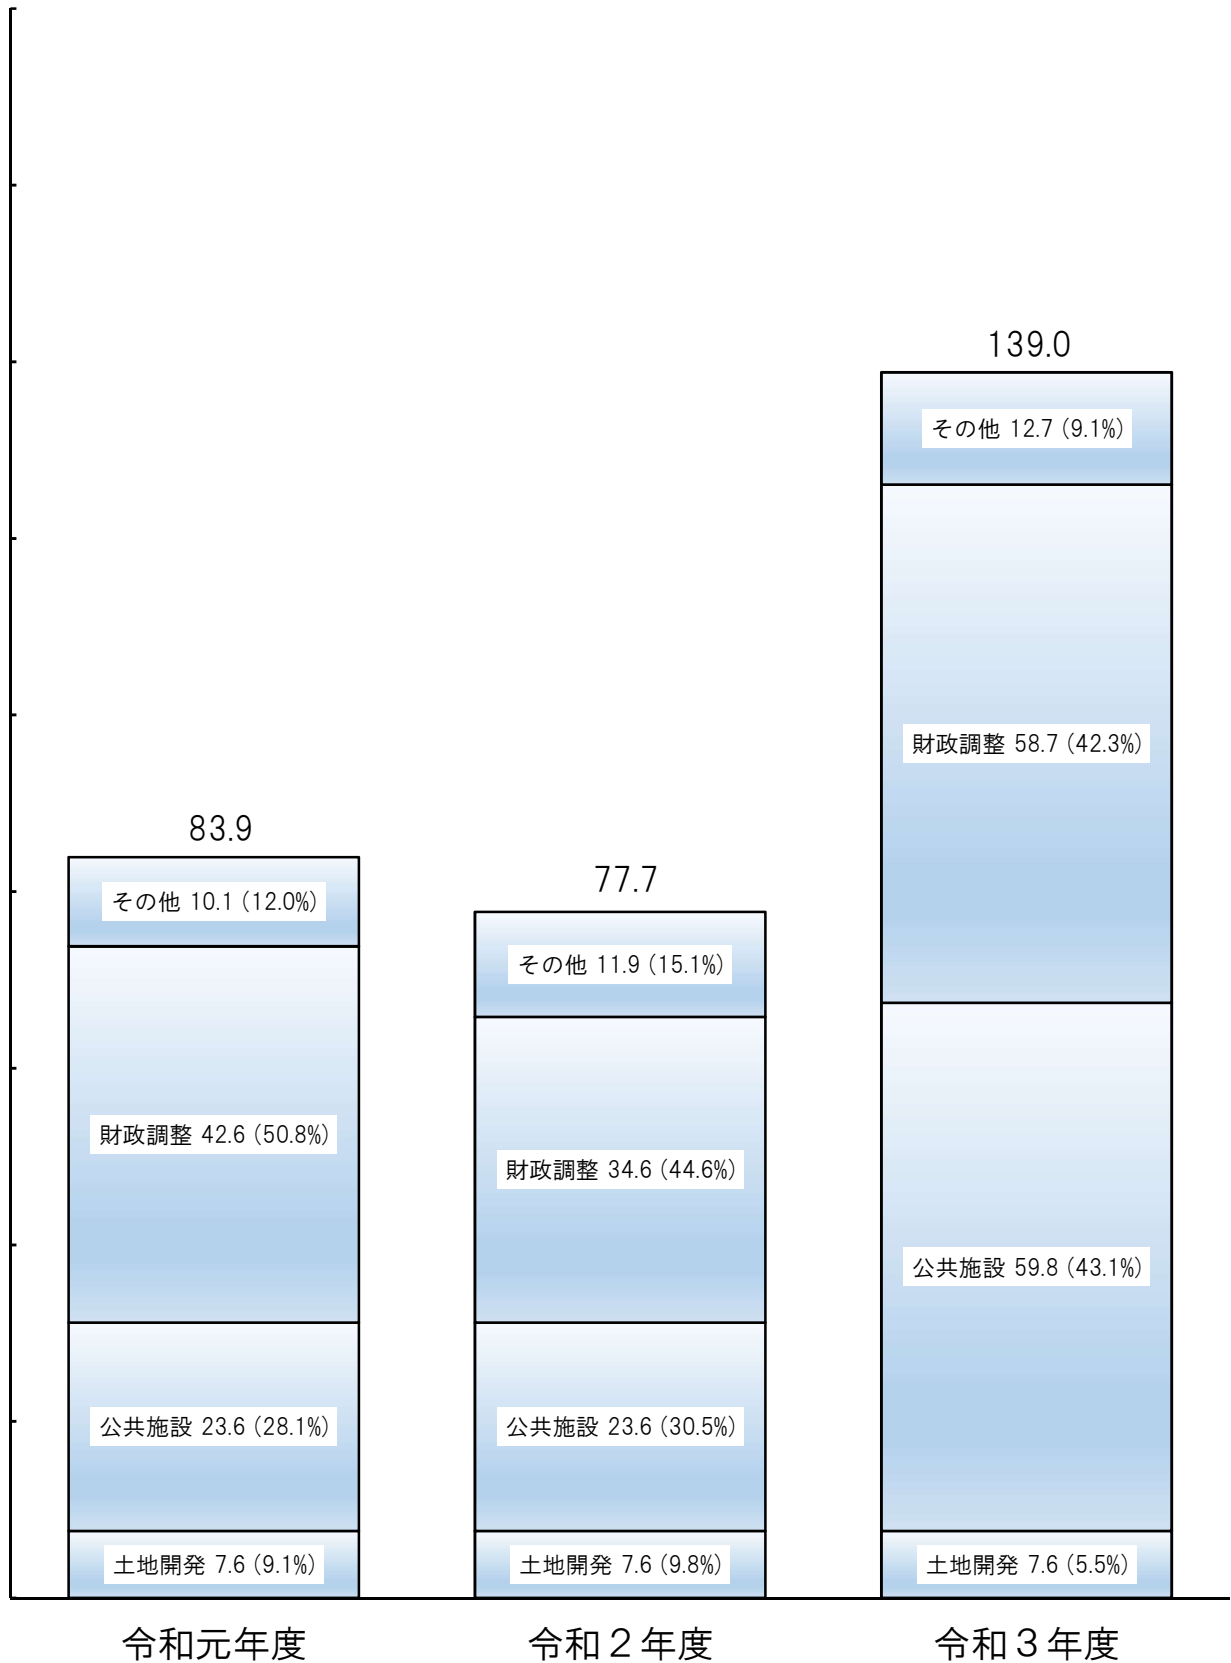 139.0
その他 12.7 (9.1%)
財政調整 58.7 (42.3%)
83.9
77.7
その他 10.1 (12.0%)
その他 11.9 (15.1%)
財政調整 42.6 (50.8%)
財政調整 34.6 (44.6%)
公共施設 59.8 (43.1%)
公共施設 23.6 (28.1%)
公共施設 23.6 (30.5%)
土地開発 7.6 (9.1%)
土地開発 7.6 (9.8%)
土地開発 7.6 (5.5%)
令和元年度
令和２年度
令和３年度